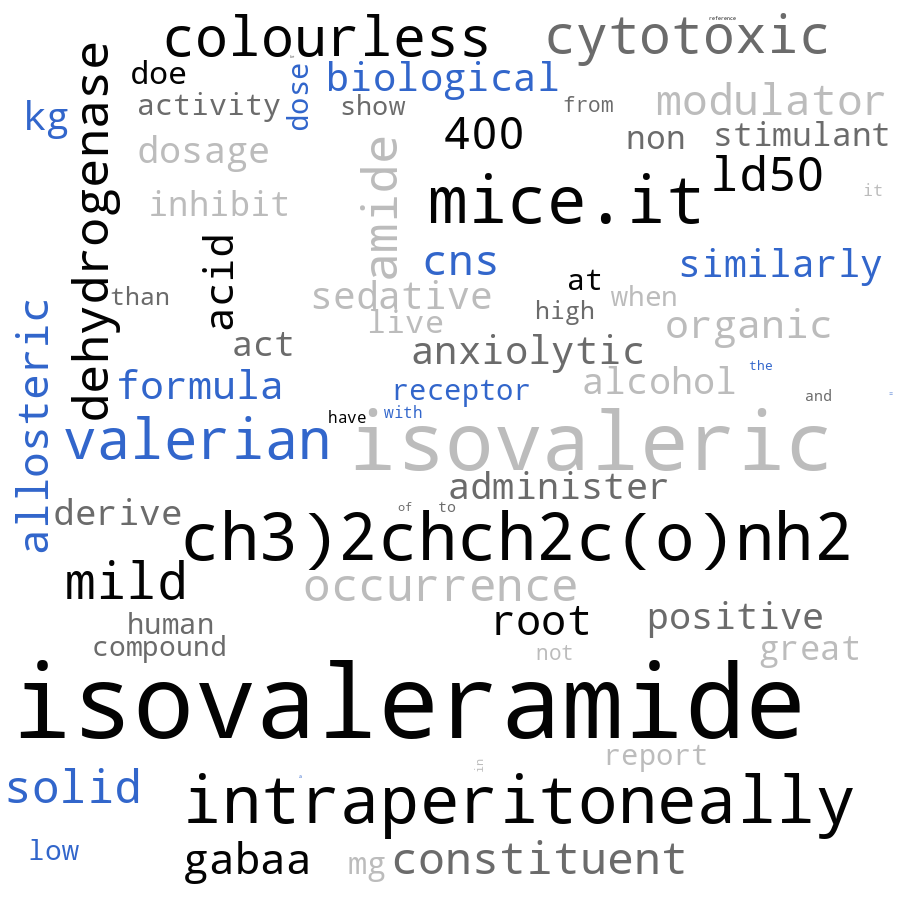 reference
colourless
cytotoxic
doe
biological
dose
kg
activity
show
from
modulator
400
non
stimulant
dehydrogenase
dosage
amide
ld50
inhibit
mice.it
it
acid
cns
similarly
at
than
sedative
high
when
live
organic
allosteric
act
anxiolytic
the
formula
receptor
alcohol
and
have
with
valerian
isovaleric
administer
derive
of
to
ch3)2chch2c(o)nh2
mild
occurrence
human
root
positive
compound
not
great
isovaleramide
report
in
solid
intraperitoneally
low
gabaa
mg
constituent